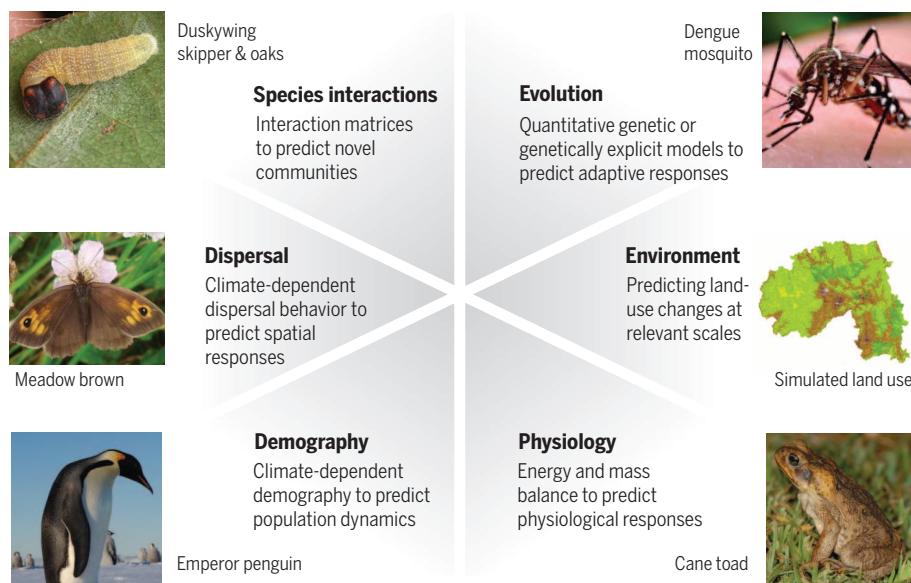 Duskywing
skipper & oaks
Species interactions
Interaction matrices
to predict novel
communities
Dengue
mosquito
Evolution
Quantitative genetic or
genetically explicit models to
predict adaptive responses
Dispersal
Climate-dependent
dispersal behavior to
predict spatial
responses
Meadow brown
Environment
Predicting land-
use changes at
relevant scales
Simulated land use
Demography
Climate-dependent
demography to predict
population dynamics
Emperor penguin
Physiology
Energy and mass
balance to predict
physiological responses
Cane toad